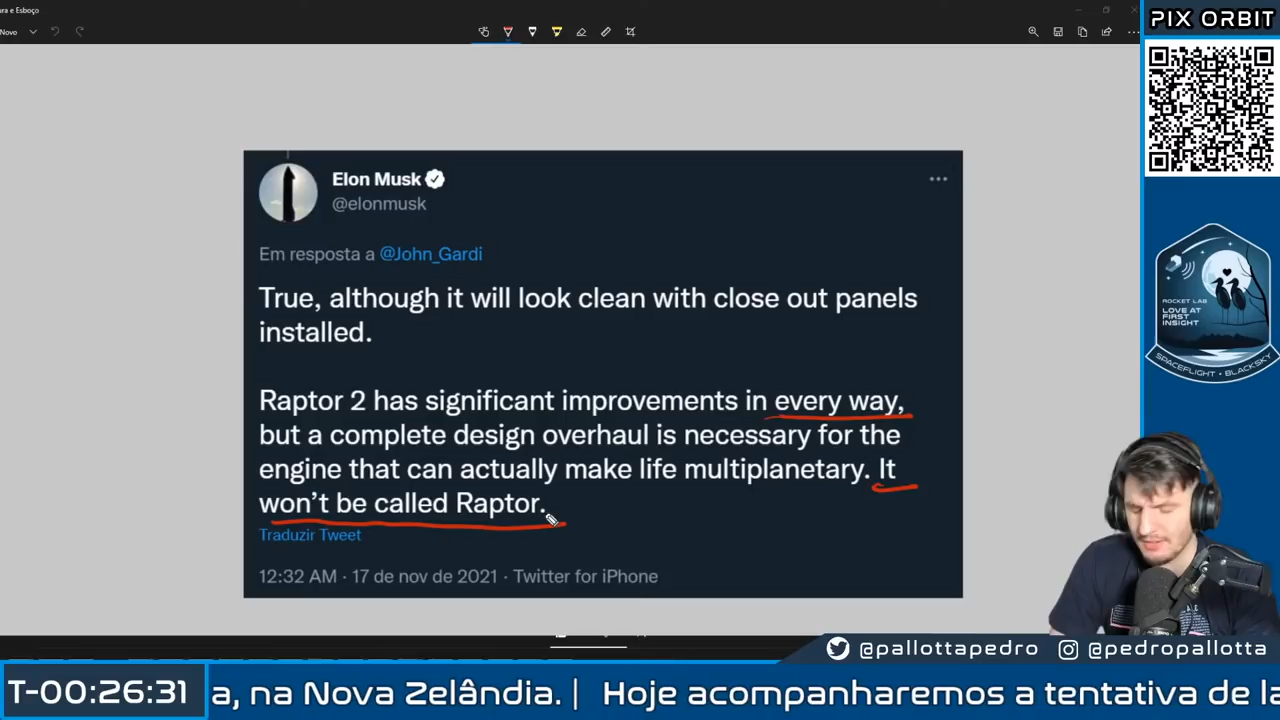 ura e Esboço
Novo
PIX ORBIT
Elon Musk
@elonmusk
Em resposta a @John_Gardi
True, although it will look clean with close out panels
installed.
Raptor 2 has significant improvements in every way,
but a complete design overhaul is necessary for the
engine that can actually make life multiplanetary. It
won’t be called Raptor.
Traduzir Tweet
12:32 AM · 17 de nov de 2021 · Twitter for iPhone
ROCKET LAB
LOVE AT
FIRST
INSIGHT
SPACEFLIGHT • BLACKSKY
@pallottapedro
@pedropallotta
T-00:26:31
a, na Nova Zelândia. | Hoje acompanharemos a tentativa de la